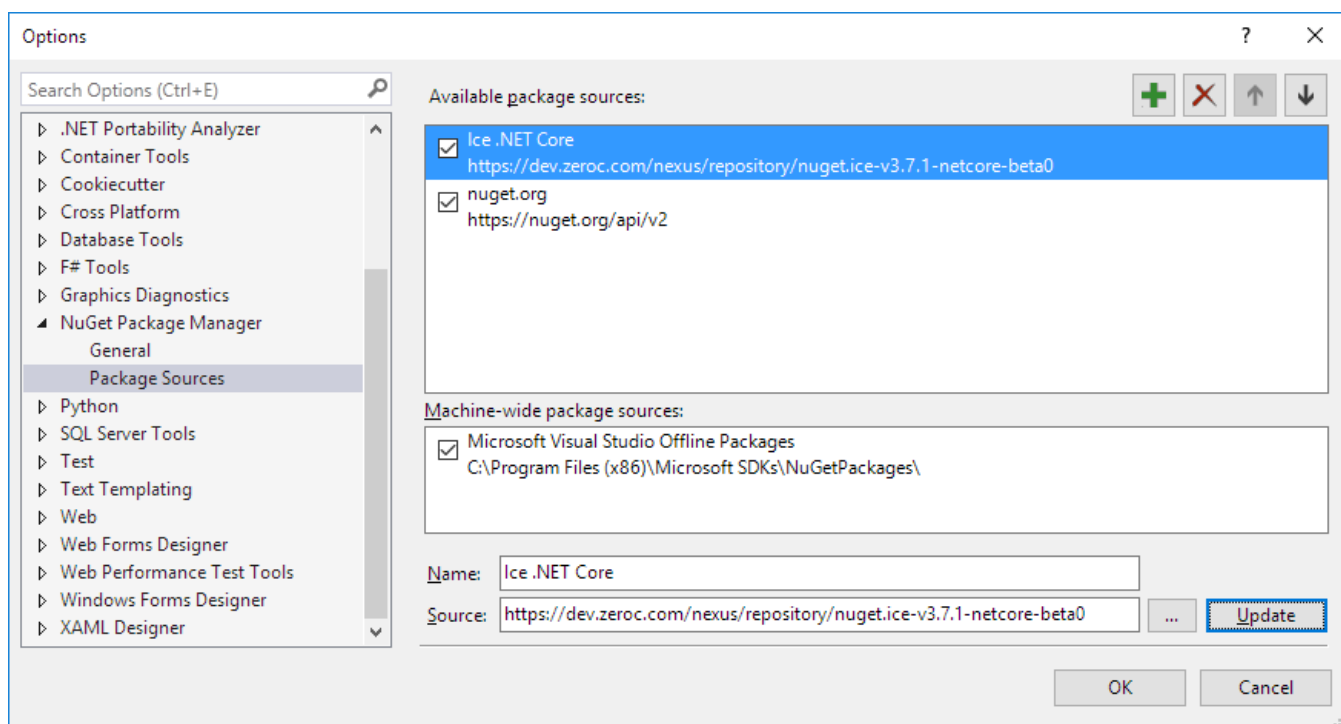 Options
?
Search Options (Ctrl+E)
.NET Portability Analyzer
Container Tools
Cookiecutter
Cross Platform
Database Tools
F# Tools
Graphics Diagnostics
NuGet Package Manager
General
Package Sources
Python
SQL Server Tools
Test
Text Templating
Web
Web Forms Designer
Web Performance Test Tools
Windows Forms Designer
XAML Designer
Available package sources:
Ice .NET Core
https://dev.zeroc.com/nexus/repository/nuget.ice-v3.7.1-netcore-beta0
nuget.org
https://nuget.org/api/v2
Machine-wide package sources:
Microsoft Visual Studio Offline Packages
C:\Program Files (x86)\Microsoft SDKs\NuGetPackages\
Name: Ice .NET Core
Source: https://dev.zeroc.com/nexus/repository/nuget.ice-v3.7.1-netcore-beta0 ... Update
OK Cancel